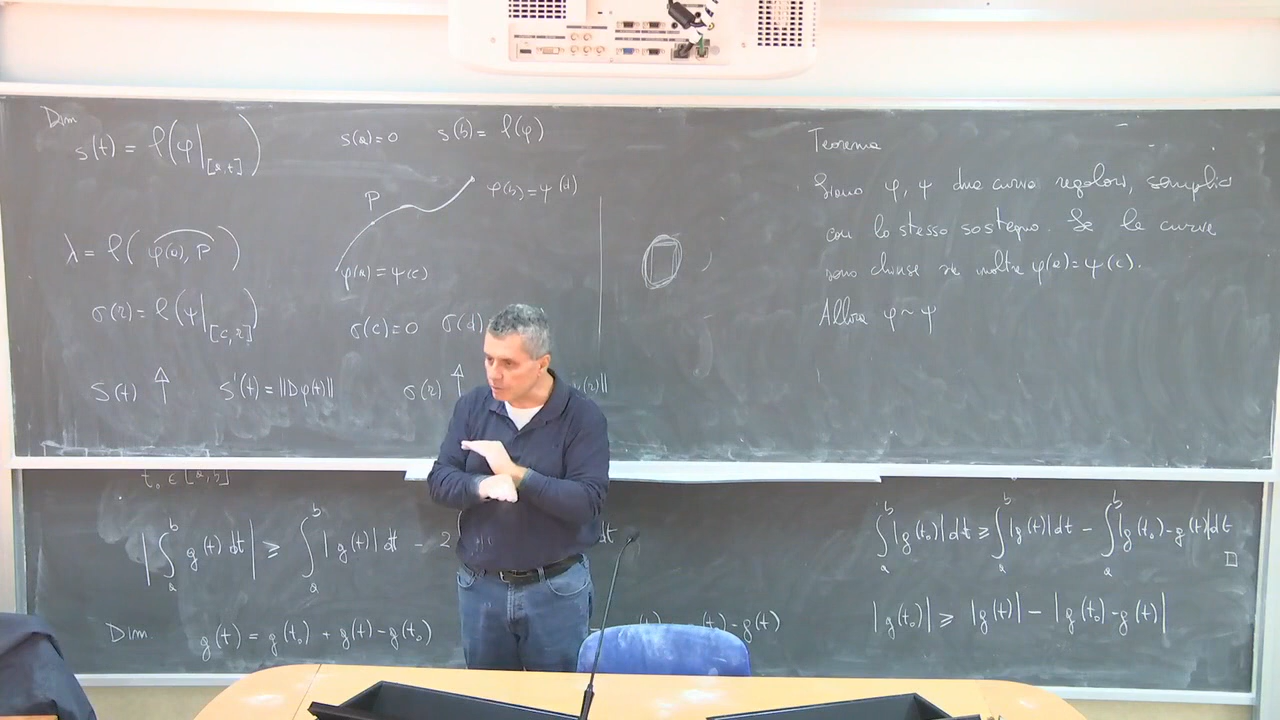 Dim
s(t) = ℓ(φ|[a,t])
s(a)=0 s(b)= ℓ(φ)
P
φ(b)=ψ(d)
λ = ℓ(φ(a), P)
φ(a)=ψ(c)
σ(r) = ℓ(ψ|[c,r])
σ(c)=0 σ(d)
s(t) ↑ s'(t)=||Dφ(t)|| σ(r) ↑ (r)||
Teorema
Siano φ, ψ due curve regolari, semplici
con lo stesso sostegno. Se le curve
sono chiuse sia inoltre φ(a)=ψ(c).
Allora φ~ψ
t₀ ∈ [a,b]
|∫ₐᵇ g(t) dt| ≥ ∫ₐᵇ |g(t)| dt - 2 dt
Dim g(t) = g(t₀) + g(t)-g(t₀) -g(t)
∫ₐᵇ |g(t₀)| dt ≥ ∫ₐᵇ |g(t)| dt - ∫ₐᵇ |g(t₀)-g(t)| dt
□
|g(t₀)| ≥ |g(t)| - |g(t₀)-g(t)|